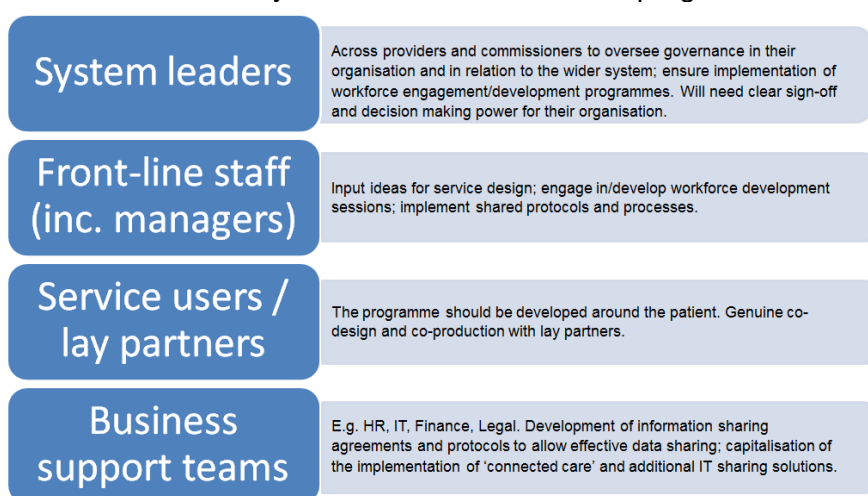 System leaders
Across providers and commissioners to oversee governance in their
organisation and in relation to the wider system; ensure implementation of
workforce engagement/development programmes. Will need clear sign-off
and decision making power for their organisation.
Front-line staff
(inc. managers)
Input ideas for service design; engage in/develop workforce development
sessions; implement shared protocols and processes.
Service users /
lay partners
The programme should be developed around the patient. Genuine co-
design and co-production with lay partners.
Business
support teams
E.g. HR, IT, Finance, Legal. Development of information sharing
agreements and protocols to allow effective data sharing; capitalisation of
the implementation of ‘connected care’ and additional IT sharing solutions.